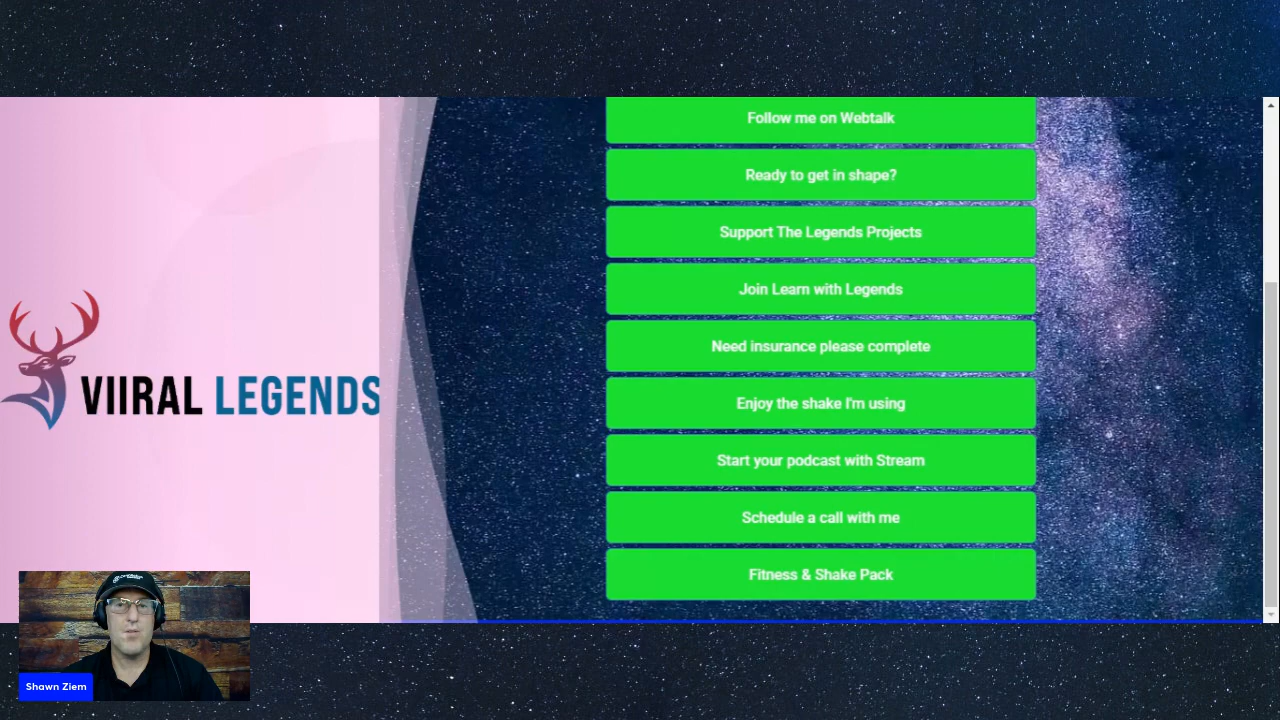 Follow me on Webtalk
Ready to get in shape?
Support The Legends Projects
Join Learn with Legends
Need insurance please complete
Enjoy the shake I'm using
Start your podcast with Stream
Schedule a call with me
Fitness & Shake Pack
VIIRAL LEGENDS
Shawn Ziem